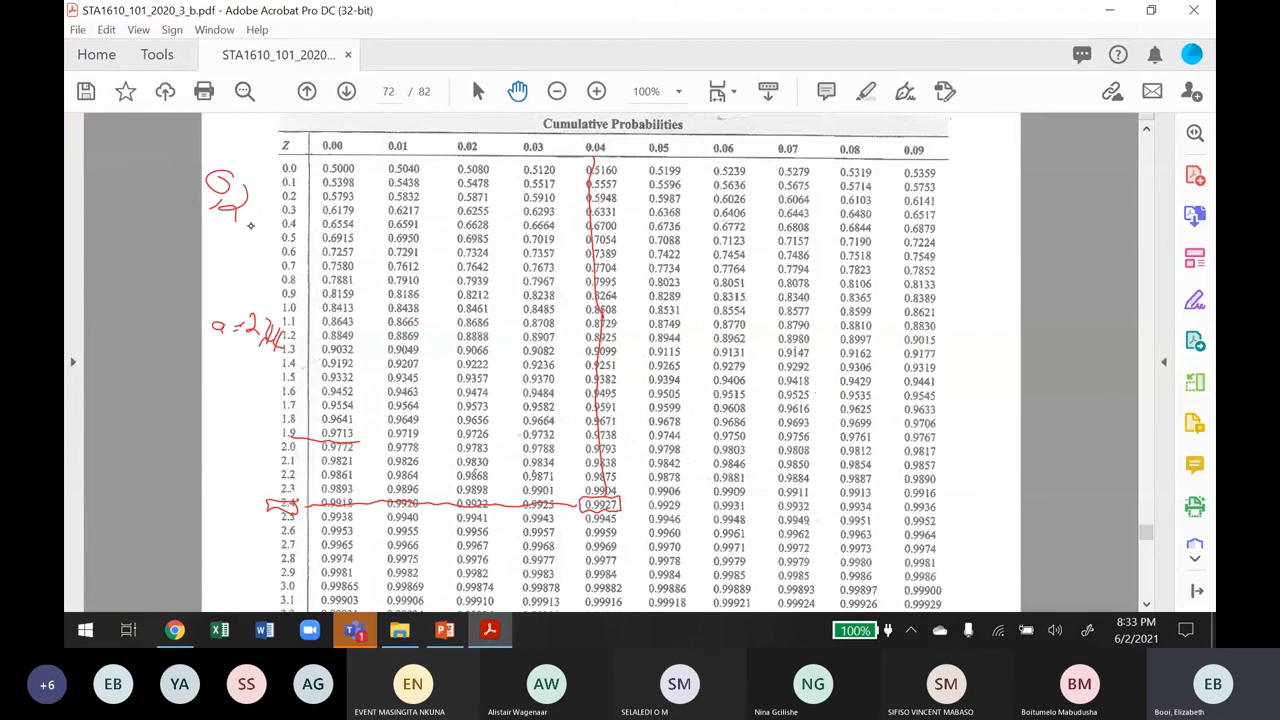 STA1610_101_2020_3_b.pdf - Adobe Acrobat Pro DC (32-bit)
File Edit View Sign Window Help
Home Tools STA1610_101_2020... ×
72 / 82 100%
Cumulative Probabilities
Z 0.00 0.01 0.02 0.03 0.04 0.05 0.06 0.07 0.08 0.09
0.0 0.5000 0.5040 0.5080 0.5120 0.5160 0.5199 0.5239 0.5279 0.5319 0.5359
0.1 0.5398 0.5438 0.5478 0.5517 0.5557 0.5596 0.5636 0.5675 0.5714 0.5753
0.2 0.5793 0.5832 0.5871 0.5910 0.5948 0.5987 0.6026 0.6064 0.6103 0.6141
0.3 0.6179 0.6217 0.6255 0.6293 0.6331 0.6368 0.6406 0.6443 0.6480 0.6517
0.4 0.6554 0.6591 0.6628 0.6664 0.6700 0.6736 0.6772 0.6808 0.6844 0.6879
0.5 0.6915 0.6950 0.6985 0.7019 0.7054 0.7088 0.7123 0.7157 0.7190 0.7224
0.6 0.7257 0.7291 0.7324 0.7357 0.7389 0.7422 0.7454 0.7486 0.7518 0.7549
0.7 0.7580 0.7612 0.7642 0.7673 0.7704 0.7734 0.7764 0.7794 0.7823 0.7852
0.8 0.7881 0.7910 0.7939 0.7967 0.7995 0.8023 0.8051 0.8078 0.8106 0.8133
0.9 0.8159 0.8186 0.8212 0.8238 0.8264 0.8289 0.8315 0.8340 0.8365 0.8389
1.0 0.8413 0.8438 0.8461 0.8485 0.8508 0.8531 0.8554 0.8577 0.8599 0.8621
1.1 0.8643 0.8665 0.8686 0.8708 0.8729 0.8749 0.8770 0.8790 0.8810 0.8830
1.2 0.8849 0.8869 0.8888 0.8907 0.8925 0.8944 0.8962 0.8980 0.8997 0.9015
1.3 0.9032 0.9049 0.9066 0.9082 0.9099 0.9115 0.9131 0.9147 0.9162 0.9177
1.4 0.9192 0.9207 0.9222 0.9236 0.9251 0.9265 0.9279 0.9292 0.9306 0.9319
1.5 0.9332 0.9345 0.9357 0.9370 0.9382 0.9394 0.9406 0.9418 0.9429 0.9441
1.6 0.9452 0.9463 0.9474 0.9484 0.9495 0.9505 0.9515 0.9525 0.9535 0.9545
1.7 0.9554 0.9564 0.9573 0.9582 0.9591 0.9599 0.9608 0.9616 0.9625 0.9633
1.8 0.9641 0.9649 0.9656 0.9664 0.9671 0.9678 0.9686 0.9693 0.9699 0.9706
1.9 0.9713 0.9719 0.9726 0.9732 0.9738 0.9744 0.9750 0.9756 0.9761 0.9767
2.0 0.9772 0.9778 0.9783 0.9788 0.9793 0.9798 0.9803 0.9808 0.9812 0.9817
2.1 0.9821 0.9826 0.9830 0.9834 0.9838 0.9842 0.9846 0.9850 0.9854 0.9857
2.2 0.9861 0.9864 0.9868 0.9871 0.9875 0.9878 0.9881 0.9884 0.9887 0.9890
2.3 0.9893 0.9896 0.9898 0.9901 0.9904 0.9906 0.9909 0.9911 0.9913 0.9916
2.4 0.9918 0.9920 0.9922 0.9925 0.9927 0.9929 0.9931 0.9932 0.9934 0.9936
2.5 0.9938 0.9940 0.9941 0.9943 0.9945 0.9946 0.9948 0.9949 0.9951 0.9952
2.6 0.9953 0.9955 0.9956 0.9957 0.9959 0.9960 0.9961 0.9962 0.9963 0.9964
2.7 0.9965 0.9966 0.9967 0.9968 0.9969 0.9970 0.9971 0.9972 0.9973 0.9974
2.8 0.9974 0.9975 0.9976 0.9977 0.9977 0.9978 0.9979 0.9979 0.9980 0.9981
2.9 0.9981 0.9982 0.9982 0.9983 0.9984 0.9984 0.9985 0.9985 0.9986 0.9986
3.0 0.99865 0.99869 0.99874 0.99878 0.99882 0.99886 0.99889 0.99893 0.99897 0.99900
3.1 0.99903 0.99906 0.99910 0.99913 0.99916 0.99918 0.99921 0.99924 0.99926 0.99929
100% 8:33 PM
6/2/2021
+6 EB YA SS AG EN AW SM NG SM BM EB
EVENT MASINGITA NKUNA Alistair Wagenaar SELALEDI O M Nina Gcilishe SIFISO VINCENT MABASO Boitumelo Mabudusha Booi, Elizabeth